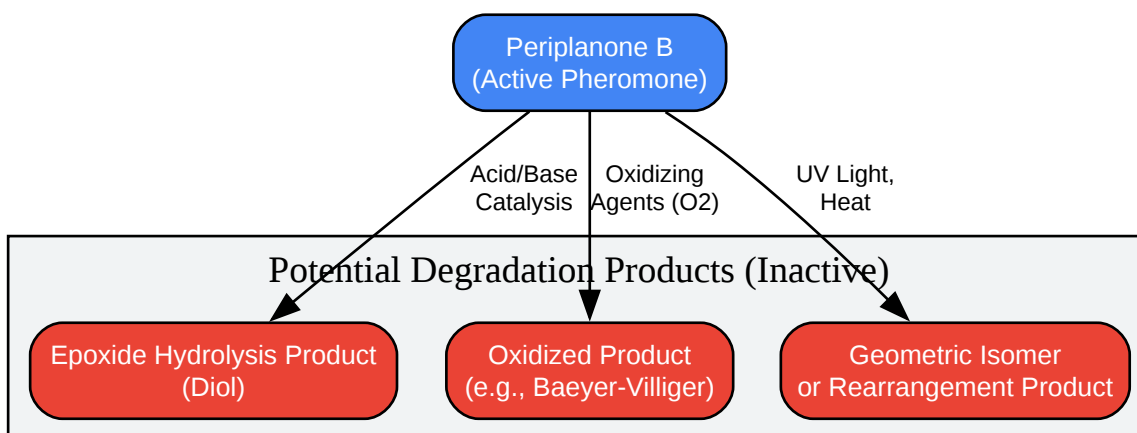 Periplanone B
(Active Pheromone)
Acid/Base
Catalysis
Oxidizing
Agents (O2)
UV Light,
Heat
Potential Degradation Products (Inactive)
Epoxide Hydrolysis Product
(Diol)
Oxidized Product
(e.g., Baeyer-Villiger)
Geometric Isomer
or Rearrangement Product